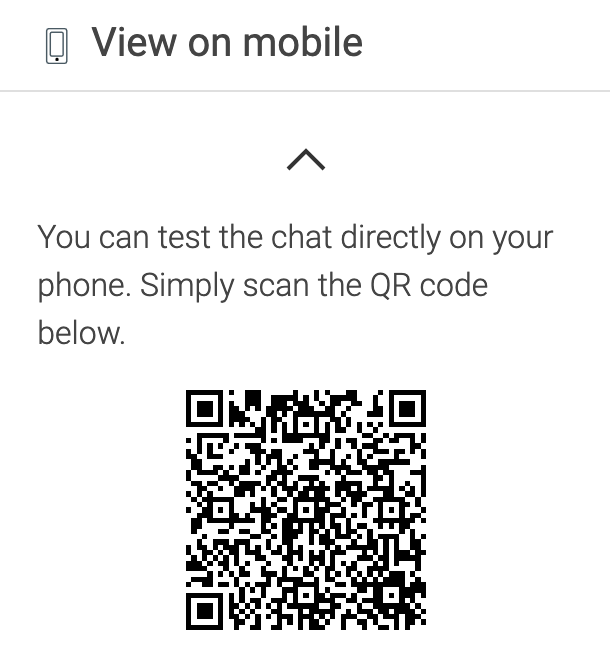 View on mobile
You can test the chat directly on your
phone. Simply scan the QR code
below.